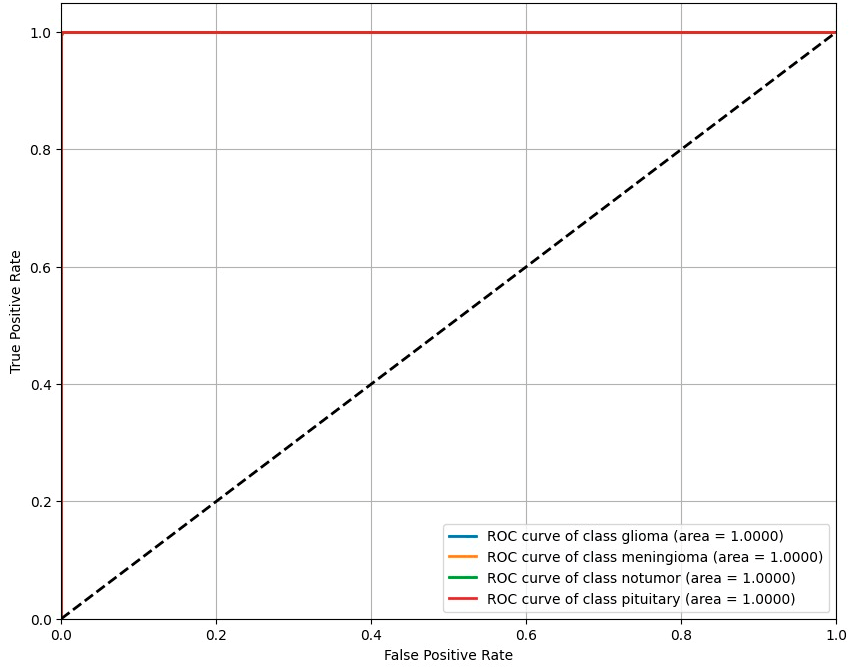 1.0
0.8
0.6
0.4
0.2
0.0
True Positive Rate
ROC curve of class glioma (area = 1.0000)
ROC curve of class meningioma (area = 1.0000)
ROC curve of class notumor (area = 1.0000)
ROC curve of class pituitary (area = 1.0000)
0.0 0.2 0.4 0.6 0.8 1.0
False Positive Rate